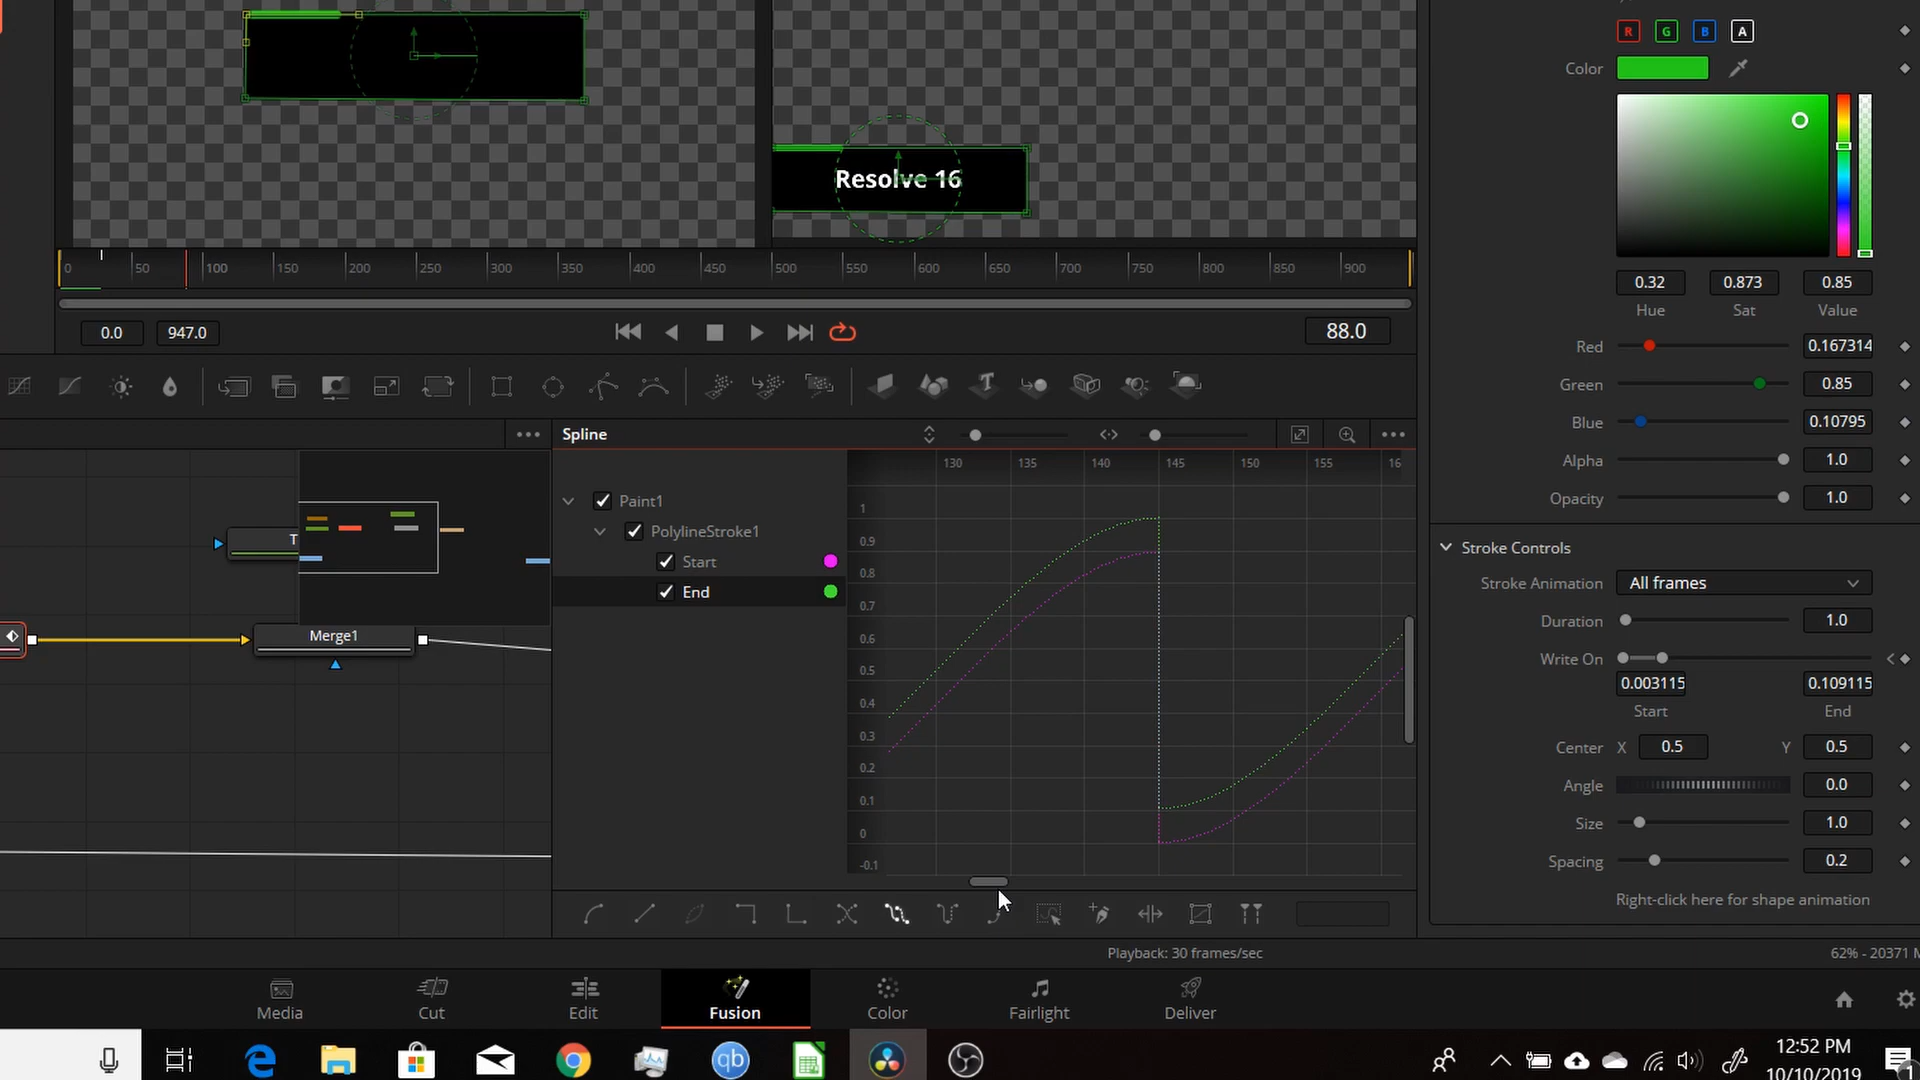 R G B A
Color
Resolve 16
0 50 100 150 200 250 300 350 400 450 500 550 600 650 700 750 800 850 900
0.32 0.873 0.85
Hue Sat Value
0.0 947.0 88.0
Red 0.167314
Green 0.85
Blue 0.10795
Alpha 1.0
Opacity 1.0
Spline
130 135 140 145 150 155 16
Paint1
PolylineStroke1
Start
End
1
0.9
0.8
0.7
0.6
0.5
0.4
0.3
0.2
0.1
0
-0.1
T
Merge1
Stroke Controls
Stroke Animation All frames
Duration 1.0
Write On
0.003115 0.109115
Start End
Center X 0.5 Y 0.5
Angle 0.0
Size 1.0
Spacing 0.2
Right-click here for shape animation
Playback: 30 frames/sec
62% - 20371 M
Media Cut Edit Fusion Color Fairlight Deliver
qb
12:52 PM
10/10/2019
1